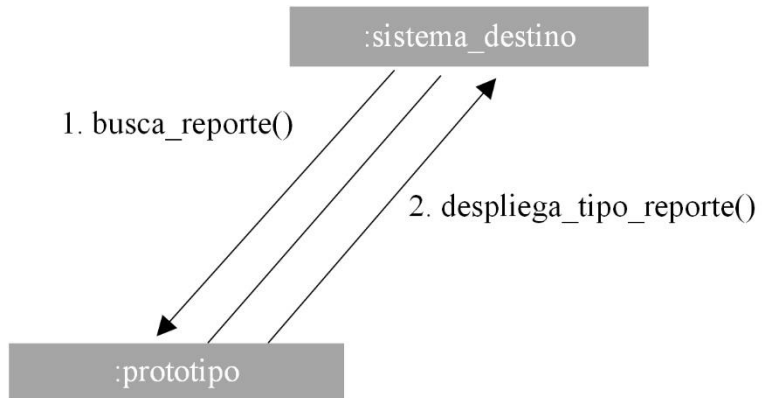 :sistema_destino
1. busca_reporte()
2. despliega_tipo_reporte()
:prototipo